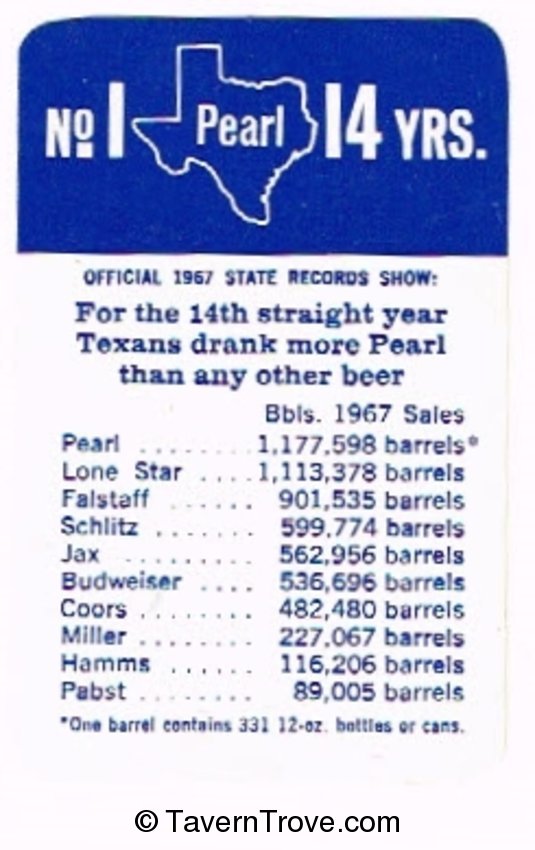 No 1 Pearl 14 YRS.
OFFICIAL 1967 STATE RECORDS SHOW:
For the 14th straight year
Texans drank more Pearl
than any other beer
Bbls. 1967 Sales
Pearl ........ 1,177,598 barrels*
Lone Star .... 1,113,378 barrels
Falstaff ...... 901,535 barrels
Schlitz ....... 599,774 barrels
Jax ......... 562,956 barrels
Budweiser .... 536,696 barrels
Coors ........ 482,480 barrels
Miller ........ 227,067 barrels
Hamms ...... 116,206 barrels
Pabst ........ 89,005 barrels
*One barrel contains 331 12-oz. bottles or cans.
© TavernTrove.com